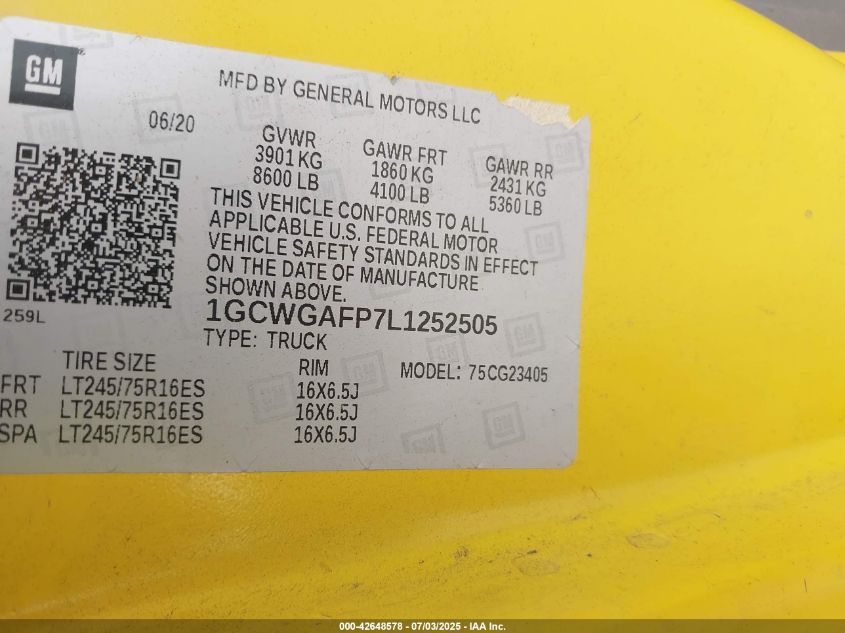 GM
MFD BY GENERAL MOTORS LLC
06/20
GVWR GAWR FRT GAWR RR
3901 KG 1860 KG 2431 KG
8600 LB 4100 LB 5360 LB
THIS VEHICLE CONFORMS TO ALL
APPLICABLE U.S. FEDERAL MOTOR
VEHICLE SAFETY STANDARDS IN EFFECT
ON THE DATE OF MANUFACTURE
SHOWN ABOVE.
259L
1GCWGAFP7L1252505
TYPE: TRUCK
TIRE SIZE RIM MODEL: 75CG23405
FRT LT245/75R16ES 16X6.5J
RR LT245/75R16ES 16X6.5J
SPA LT245/75R16ES 16X6.5J
000-42648578 - 07/03/2025 - IAA Inc.